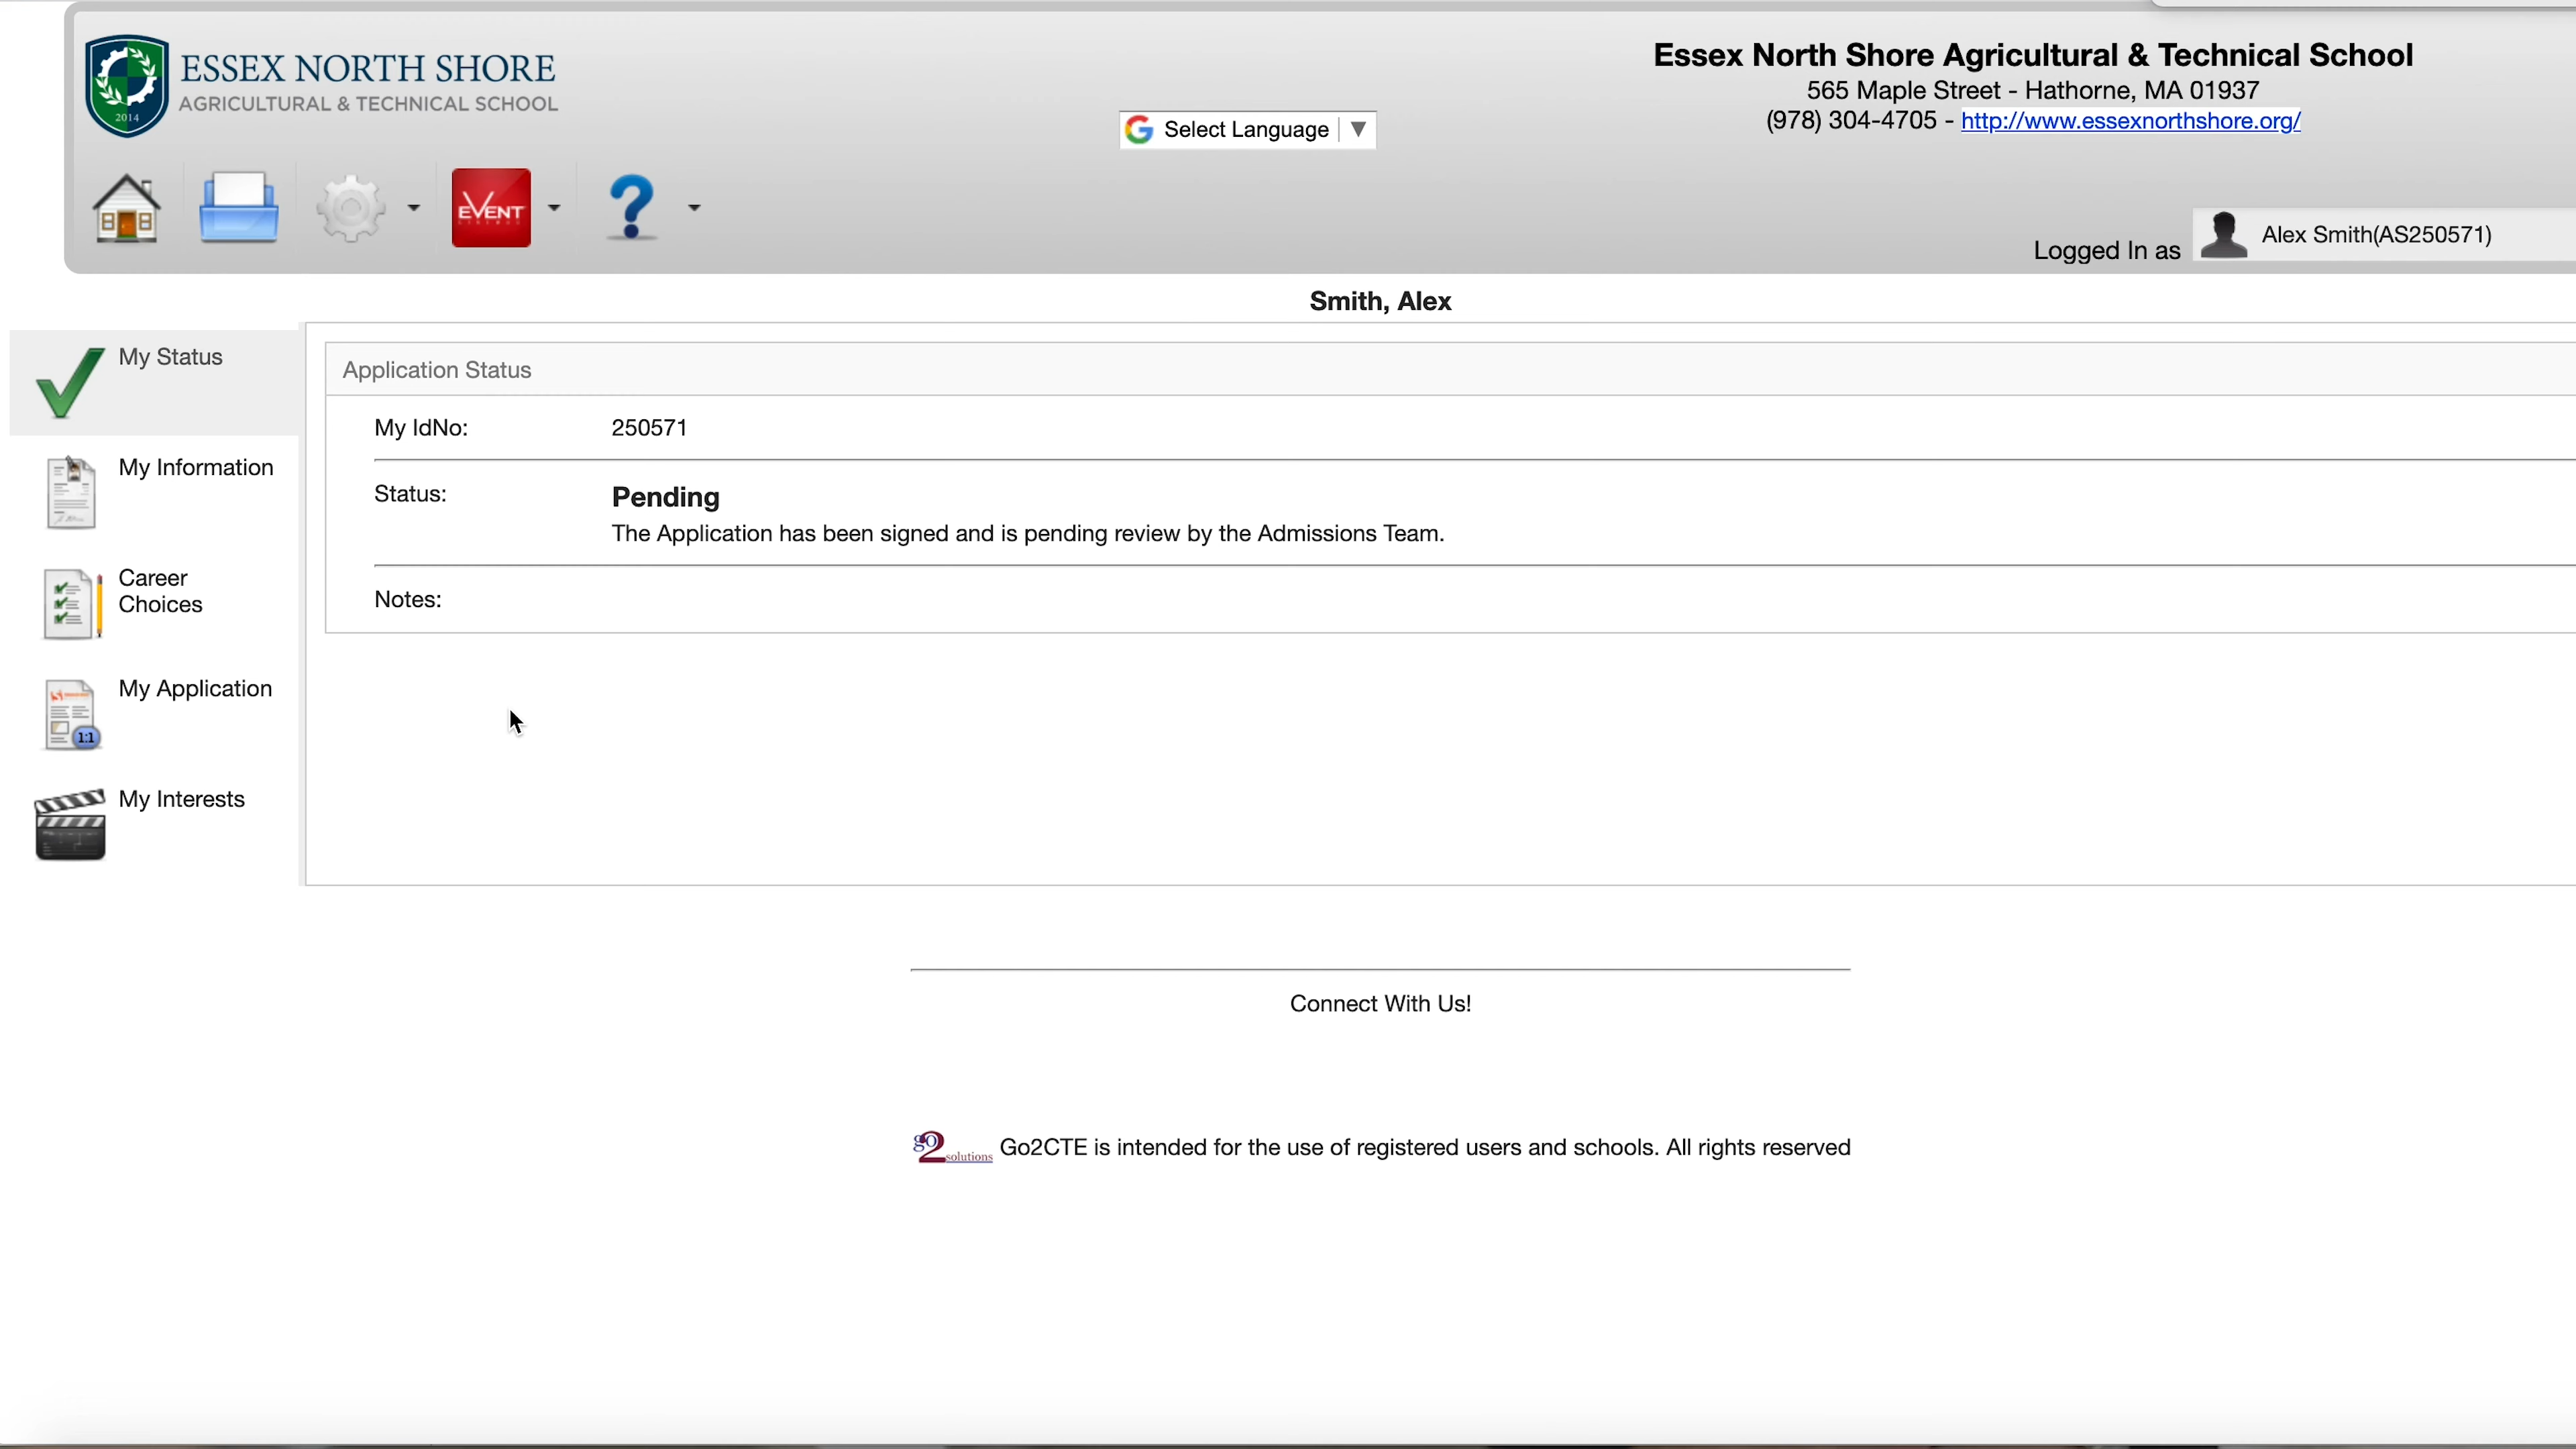 ESSEX NORTH SHORE
AGRICULTURAL & TECHNICAL SCHOOL
2014
Select Language
Essex North Shore Agricultural & Technical School
565 Maple Street - Hathorne, MA 01937
(978) 304-4705 - http://www.essexnorthshore.org/
EVENT
Logged In as
Alex Smith(AS250571)
Smith, Alex
My Status
My Information
Career
Choices
My Application
1:1
My Interests
Application Status
My IdNo: 250571
Status: Pending
The Application has been signed and is pending review by the Admissions Team.
Notes:
Connect With Us!
go2solutions Go2CTE is intended for the use of registered users and schools. All rights reserved